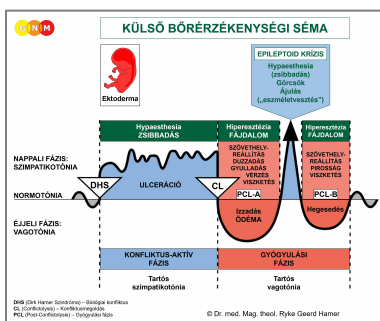 GNM
KÜLSŐ BŐRÉRZÉKENYSÉGI SÉMA
Ektoderma
EPILEPTOID KRÍZIS
Hypaesthesia
(zsibbadás)
Görcsök
Ájulás
(„eszméletvesztés”)
Hypaesthesia
ZSIBBADÁS
Hiperesztézia
FÁJDALOM
Hiperesztézia
FÁJDALOM
SZÖVETHELY-
REÁLLÍTÁS
DUZZADÁS
GYULLADÁS
VÉRZÉS
VISZKETÉS
SZÖVETHELY-
REÁLLÍTÁS
PIROSSÁG
VISZKETÉS
NAPPALI FÁZIS:
SZIMPATIKOTÓNIA
DHS
ULCERÁCIÓ
CL
PCL-A
PCL-B
NORMOTÓNIA
Izzadás
ÖDÉMA
Hegesedés
ÉJJELI FÁZIS:
VAGOTÓNIA
KONFLIKTUS-AKTÍV
FÁZIS
GYÓGYULÁSI
FÁZIS
Tartós
szimpatikotónia
Tartós
vagotónia
DHS (Dirk Hamer Szindróma) – Biológiai konfliktus
CL (Conflictolysis) – Konfliktusmegoldás
PCL (Post-Conflictolysis) – Gyógyulási fázis
© Dr. med. Mag. theol. Ryke Geerd Hamer